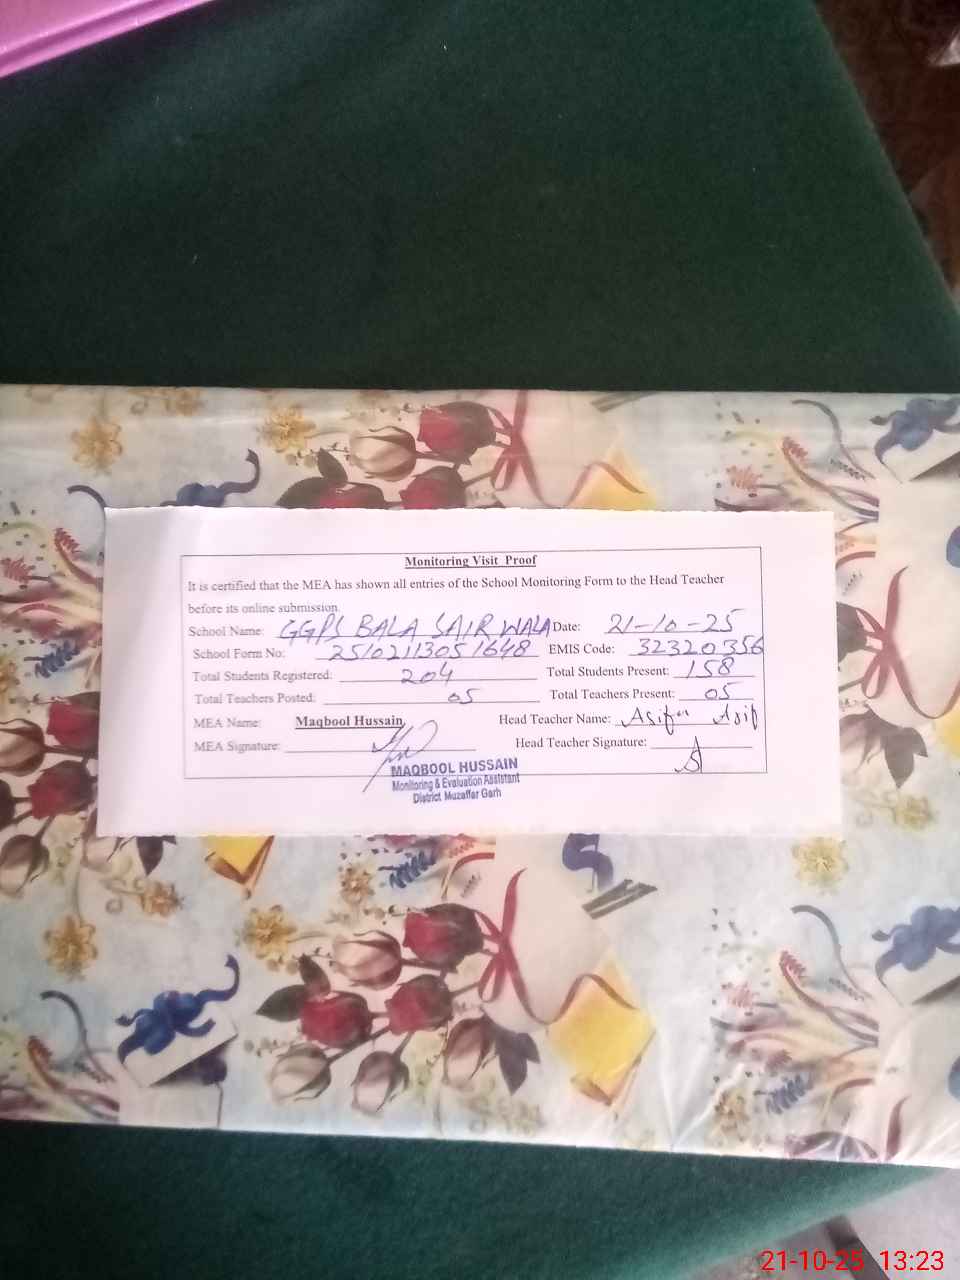 Monitoring Visit Proof
It is certified that the MEA has shown all entries of the School Monitoring Form to the Head Teacher
before its online submission.
School Name: GGPS BALA SAIR WALA Date: 21-10-25
School Form No: 2510211305 1648 EMIS Code: 32320356
Total Students Registered: 204 Total Students Present: 158
Total Teachers Posted: 05 Total Teachers Present: 05
MEA Name: Maqbool Hussain Head Teacher Name: Asifa Asif
MEA Signature: Head Teacher Signature:
MAQBOOL HUSSAIN
Monitoring & Evaluation Assistant
District Muzaffar Garh
21-10-25 13:23